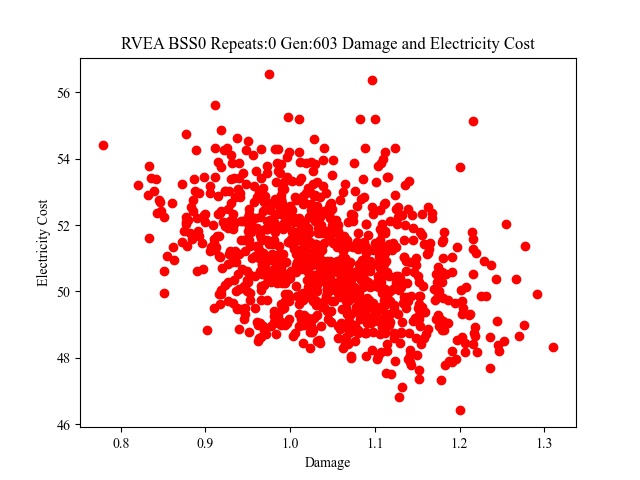 RVEA BSS0 Repeats:0 Gen:603 Damage and Electricity Cost
56
54
52
50
48
46
Electricity Cost
0.8 0.9 1.0 1.1 1.2 1.3
Damage